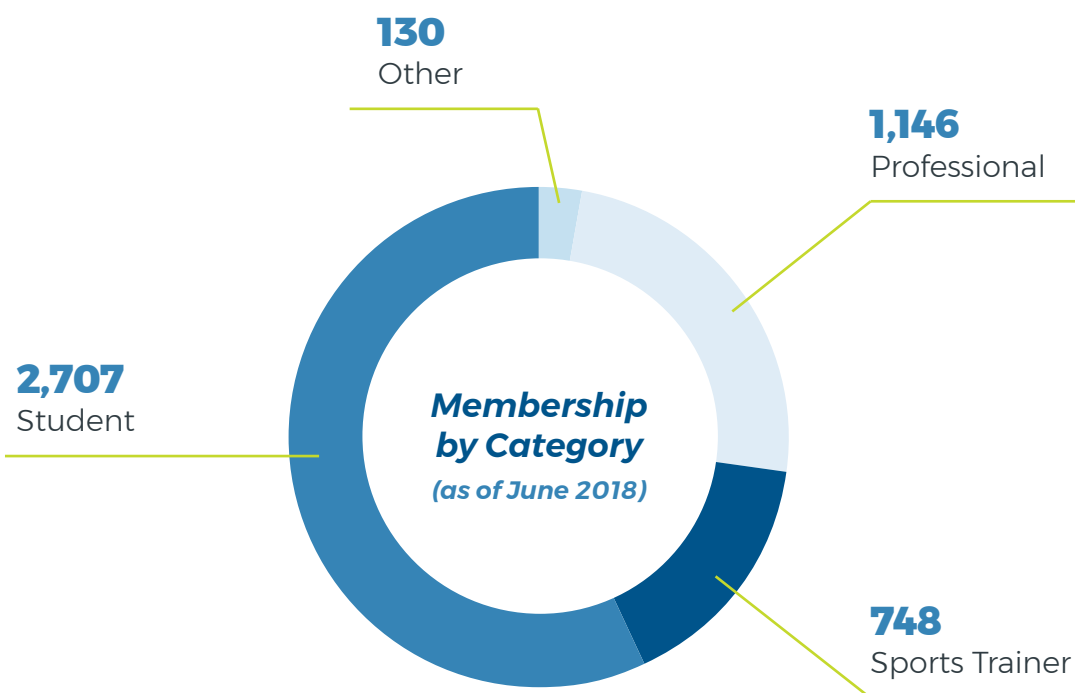 130
Other
1,146
Professional
2,707
Student
Membership
by Category
(as of June 2018)
748
Sports Trainer